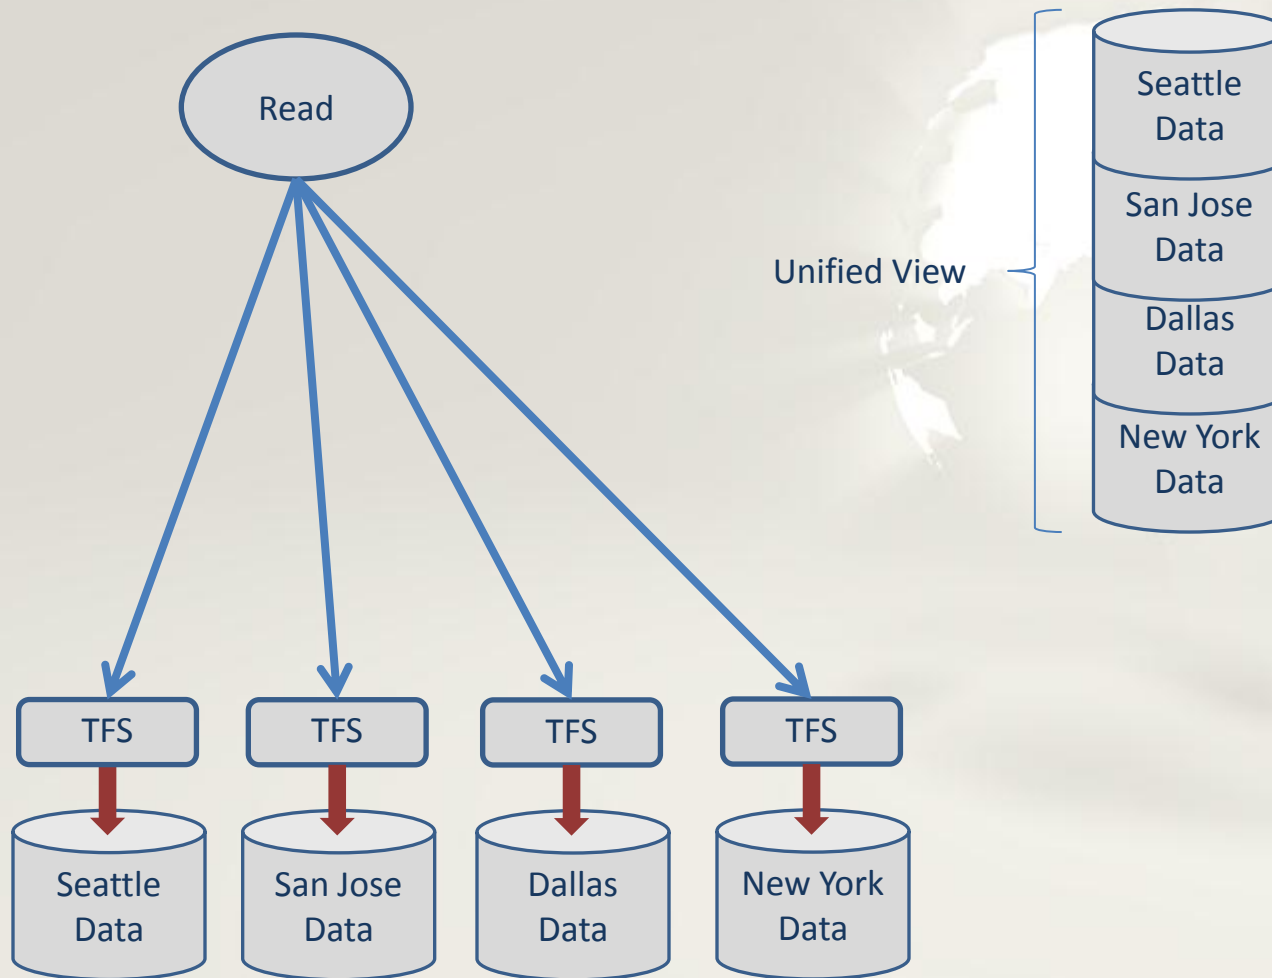 Read
Unified View
Seattle
Data
San Jose
Data
Dallas
Data
New York
Data
TFS
TFS
TFS
TFS
Seattle
Data
San Jose
Data
Dallas
Data
New York
Data